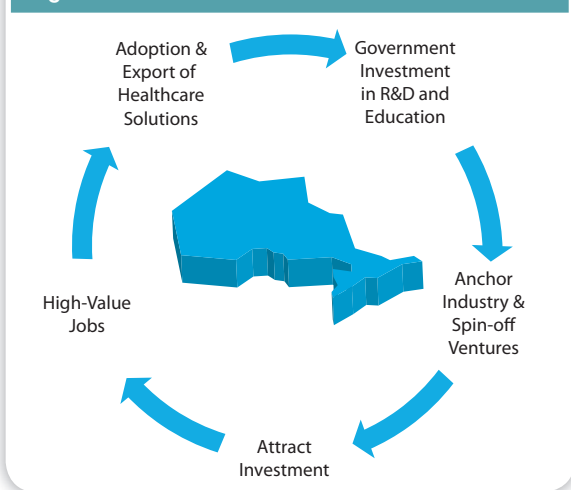 Adoption &
Export of
Healthcare
Solutions
Government
Investment
in R&D and
Education
Anchor
Industry &
Spin-off
Ventures
Attract
Investment
High-Value
Jobs